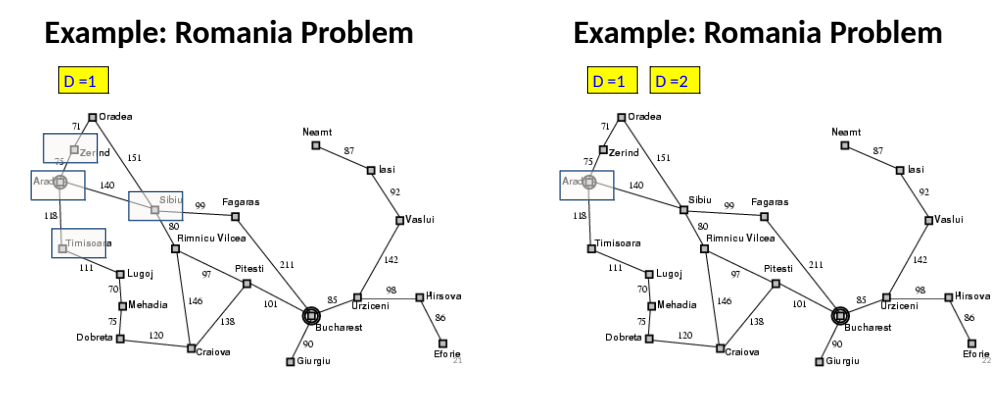 Example: Romania Problem
D =1
Oradea
71
Neamt
Zerind
87
75
151
Iasi
Arad
140
92
Sibiu
99
Fagaras
118
80
Vaslui
Timisoara
Rimnicu Vilcea
111
Lugoj
97
Pitesti
211
142
70
146
101
85
98
Hirsova
Mehadia
Urziceni
75
138
86
Bucharest
Dobreta
120
90
Craiova
Eforie
Giurgiu
21
Example: Romania Problem
D =1
D =2
Oradea
71
Neamt
Zerind
87
75
151
Iasi
Arad
140
92
Sibiu
99
Fagaras
118
80
Vaslui
Timisoara
Rimnicu Vilcea
111
Lugoj
97
Pitesti
211
142
70
146
101
85
98
Hirsova
Mehadia
Urziceni
75
138
86
Bucharest
Dobreta
120
90
Craiova
Eforie
Giurgiu
22